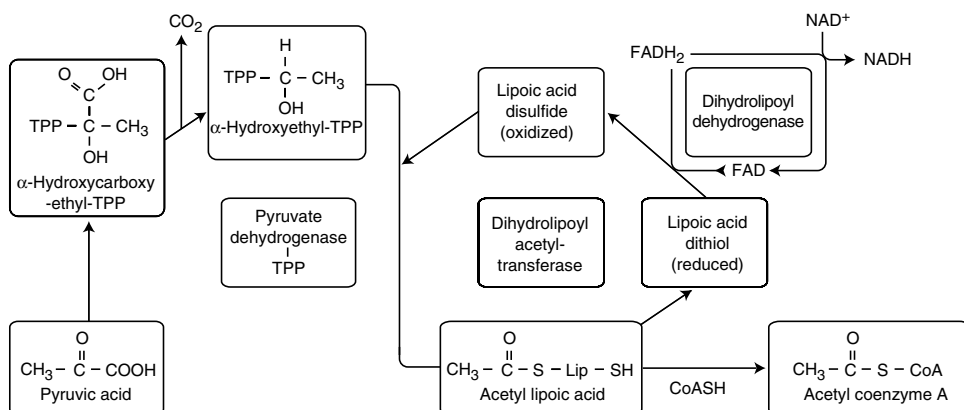 CO₂
NAD⁺
FADH₂
NADH
O
OH
C
TPP – C – CH₃
OH
α-Hydroxycarboxy
-ethyl-TPP
H
TPP – C – CH₃
OH
α-Hydroxyethyl-TPP
Lipoic acid
disulfide
(oxidized)
Dihydrolipoyl
dehydrogenase
FAD
Pyruvate
dehydrogenase
TPP
Dihydrolipoyl
acetyl-
transferase
Lipoic acid
dithiol
(reduced)
O
CH₃ – C – COOH
Pyruvic acid
O
CH₃ – C – S – Lip – SH
Acetyl lipoic acid
CoASH
O
CH₃ – C – S – CoA
Acetyl coenzyme A